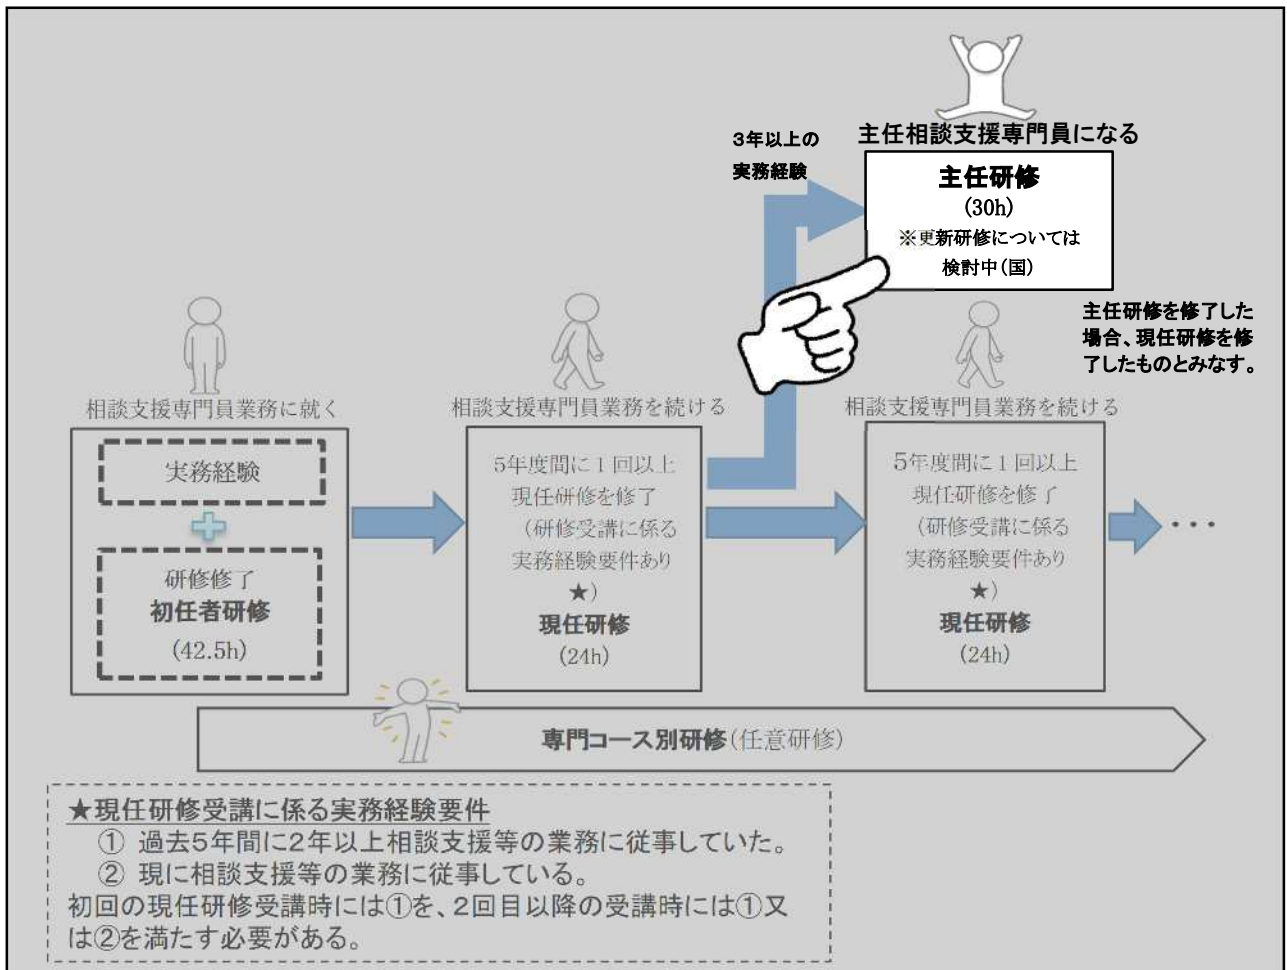 主任相談支援専門員になる
3年以上の
実務経験
主任研修
(30h)
※更新研修については
検討中(国)
主任研修を修了した
場合、現任研修を修
了したものとみなす。
相談支援専門員業務に就く
実務経験
研修修了
初任者研修
(42.5h)
相談支援専門員業務を続ける
5年度間に1回以上
現任研修を修了
(研修受講に係る
実務経験要件あり
★)
現任研修
(24h)
相談支援専門員業務を続ける
5年度間に1回以上
現任研修を修了
(研修受講に係る
実務経験要件あり
★)
現任研修
(24h)
・・・
専門コース別研修(任意研修)
★現任研修受講に係る実務経験要件
① 過去5年間に2年以上相談支援等の業務に従事していた。
② 現に相談支援等の業務に従事している。
初回の現任研修受講時には①を、2回目以降の受講時には①又
は②を満たす必要がある。